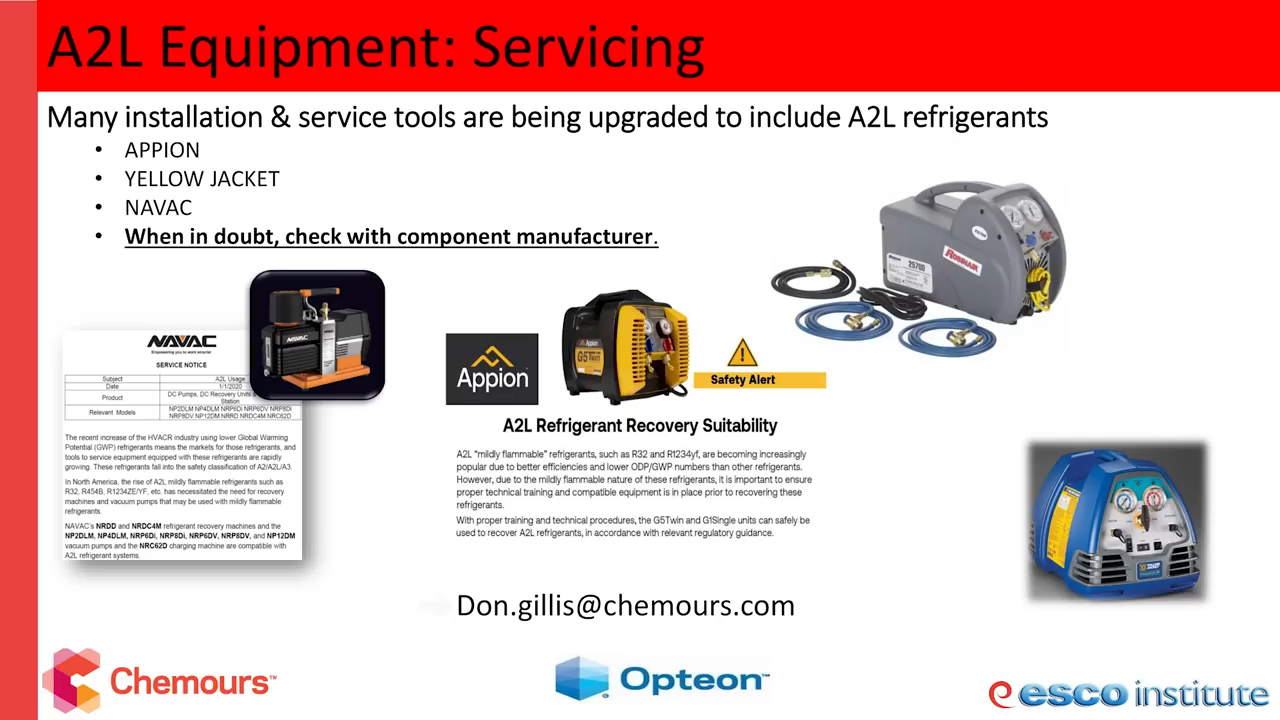 A2L Equipment: Servicing
Many installation & service tools are being upgraded to include A2L refrigerants
• APPION
• YELLOW JACKET
• NAVAC
• When in doubt, check with component manufacturer.
NAVAC
Empowering you to work smarter
SERVICE NOTICE
Subject A2L Usage
Date 1/1/2020
Product DC Pumps, DC Recovery Units
Station
Relevant Models NP2DLM NP4DLM NRP6Di NRP6DV NRP8Di
NRP8DV NP12DM NRRD NRDC4M NRC62D
The recent increase of the HVACR industry using lower Global Warming
Potential (GWP) refrigerants means the markets for those refrigerants, and
tools to service equipment equipped with these refrigerants are rapidly
growing. These refrigerants fall into the safety classification of A2/A2L/A3.
In North America, the rise of A2L mildly flammable refrigerants such as
R32, R454B, R1234ZE/YF, etc. has necessitated the need for recovery
machines and vacuum pumps that may be used with mildly flammable
refrigerants.
NAVAC's NRDD and NRDC4M refrigerant recovery machines and the
NP2DLM, NP4DLM, NRP6Di, NRP8Di, NRP6DV, NRP8DV, and NP12DM
vacuum pumps and the NRC62D charging machine are compatible with
A2L refrigerant systems.
NAVAC
Appion
Appion
G5Twin
Safety Alert
A2L Refrigerant Recovery Suitability
A2L "mildly flammable" refrigerants, such as R32 and R1234yf, are becoming increasingly
popular due to better efficiencies and lower ODP/GWP numbers than other refrigerants.
However, due to the mildly flammable nature of these refrigerants, it is important to ensure
proper technical training and compatible equipment is in place prior to recovering these
refrigerants.
With proper training and technical procedures, the G5Twin and G1Single units can safely be
used to recover A2L refrigerants, in accordance with relevant regulatory guidance.
ROBINAIR
25700
Don.gillis@chemours.com
Chemours™
Opteon™
esco institute